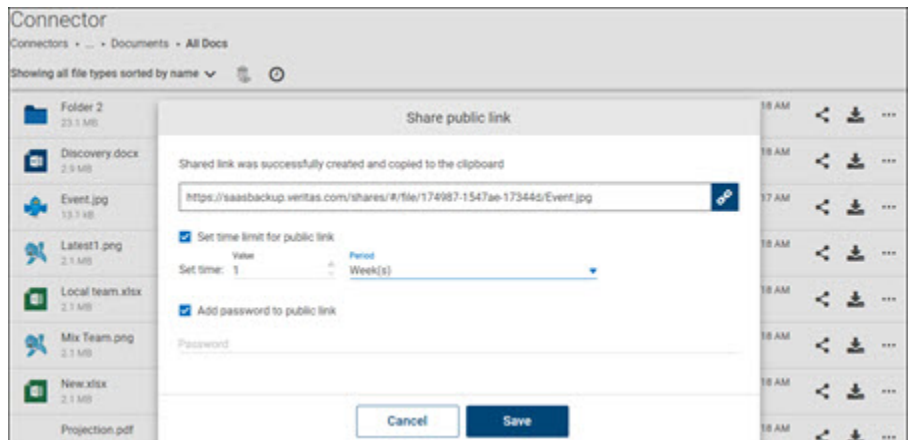 Connector
Connectors • ... • Documents • All Docs
Showing all file types sorted by name
Folder 2
23.1 MB
18 AM
Share public link
Discovery.docx
2.9 MB
18 AM
Shared link was successfully created and copied to the clipboard
https://saasbackup.veritas.com/shares/#/file/174987-1547ae-17344d/Event.jpg
Event.jpg
13.1 kB
17 AM
Set time limit for public link
Latest1.png
2.1 MB
18 AM
Value
Period
Set time: 1
Week(s)
Local team.xlsx
2.1 MB
18 AM
Add password to public link
Mix Team.png
2.1 MB
18 AM
Password
New.xlsx
2.1 MB
18 AM
Cancel
Save
Projection.pdf
18 AM